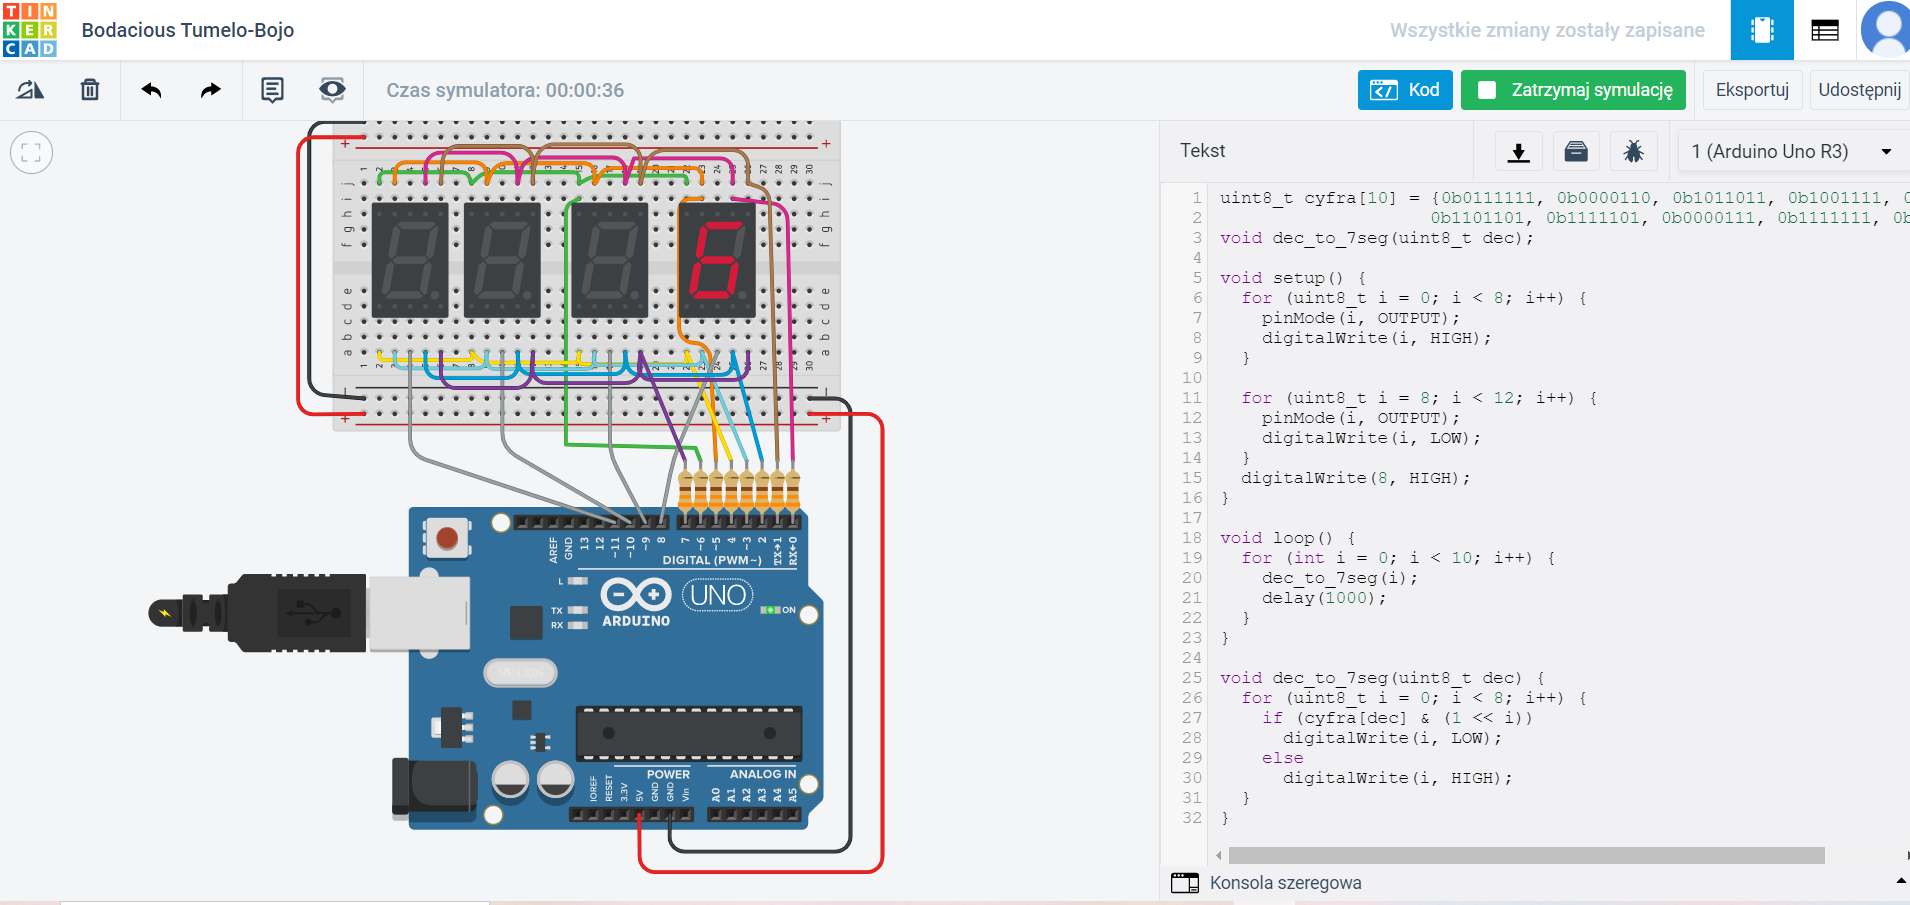 TIN
KER
CAD
Bodacious Tumelo-Bojo
Wszystkie zmiany zostały zapisane
Czas symulatora: 00:00:36
Kod
Zatrzymaj symulację
Eksportuj
Udostępnij
Tekst
1 (Arduino Uno R3)
1 uint8_t cyfra[10] = {0b0111111, 0b0000110, 0b1011011, 0b1001111, 0
2 0b1101101, 0b1111101, 0b0000111, 0b1111111, 0b
3 void dec_to_7seg(uint8_t dec);
4
5 void setup() {
6 for (uint8_t i = 0; i < 8; i++) {
7 pinMode(i, OUTPUT);
8 digitalWrite(i, HIGH);
9 }
10
11 for (uint8_t i = 8; i < 12; i++) {
12 pinMode(i, OUTPUT);
13 digitalWrite(i, LOW);
14 }
15 digitalWrite(8, HIGH);
16 }
17
18 void loop() {
19 for (int i = 0; i < 10; i++) {
20 dec_to_7seg(i);
21 delay(1000);
22 }
23 }
24
25 void dec_to_7seg(uint8_t dec) {
26 for (uint8_t i = 0; i < 8; i++) {
27 if (cyfra[dec] & (1 << i))
28 digitalWrite(i, LOW);
29 else
30 digitalWrite(i, HIGH);
31 }
32 }
Konsola szeregowa
6
AREF
GND
13
12
~11
~10
~9
8
7
~6
~5
4
~3
2
TX→1
RX←0
DIGITAL (PWM~)
L
TX
RX
ARDUINO
UNO
ON
POWER
ANALOG IN
IOREF
RESET
3.3V
5V
GND
GND
Vin
A0
A1
A2
A3
A4
A5